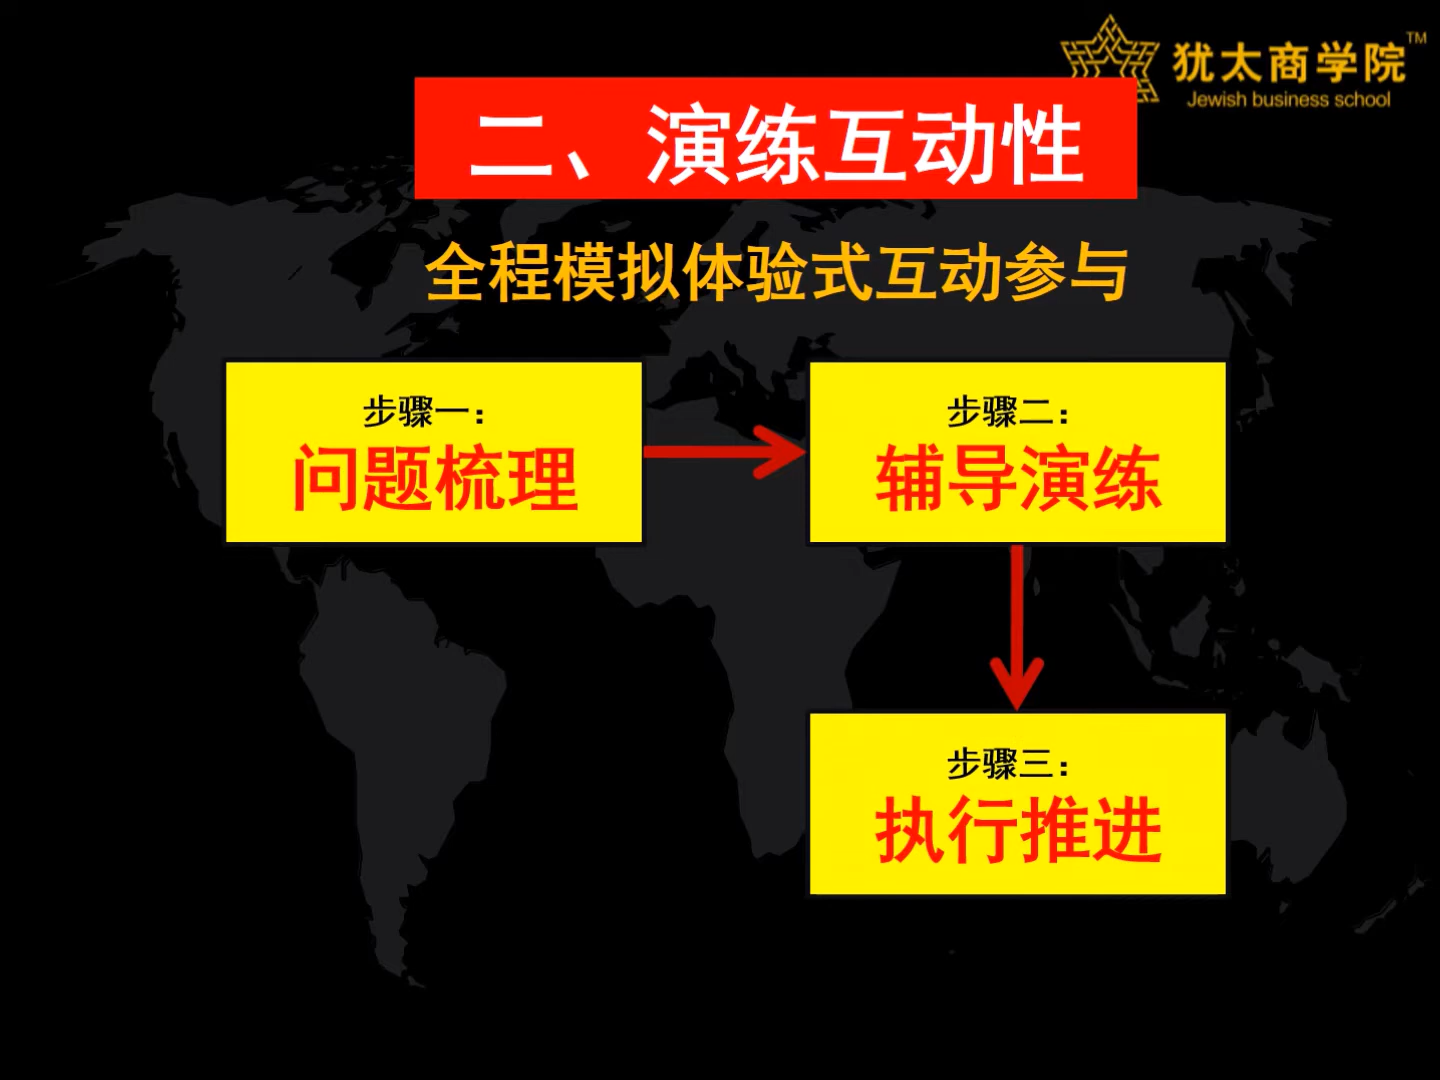 犹太商学院™
Jewish business school
二、演练互动性
全程模拟体验式互动参与
步骤一：
问题梳理
步骤二：
辅导演练
步骤三：
执行推进